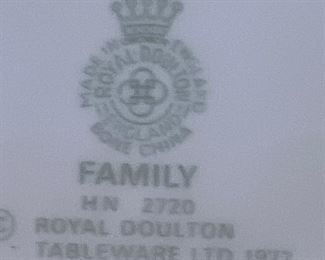 MADE IN ENGLAND
ROYAL DOULTON
ENGLAND
BONE CHINA
FAMILY
HN 2720
© ROYAL DOULTON
TABLEWARE LTD